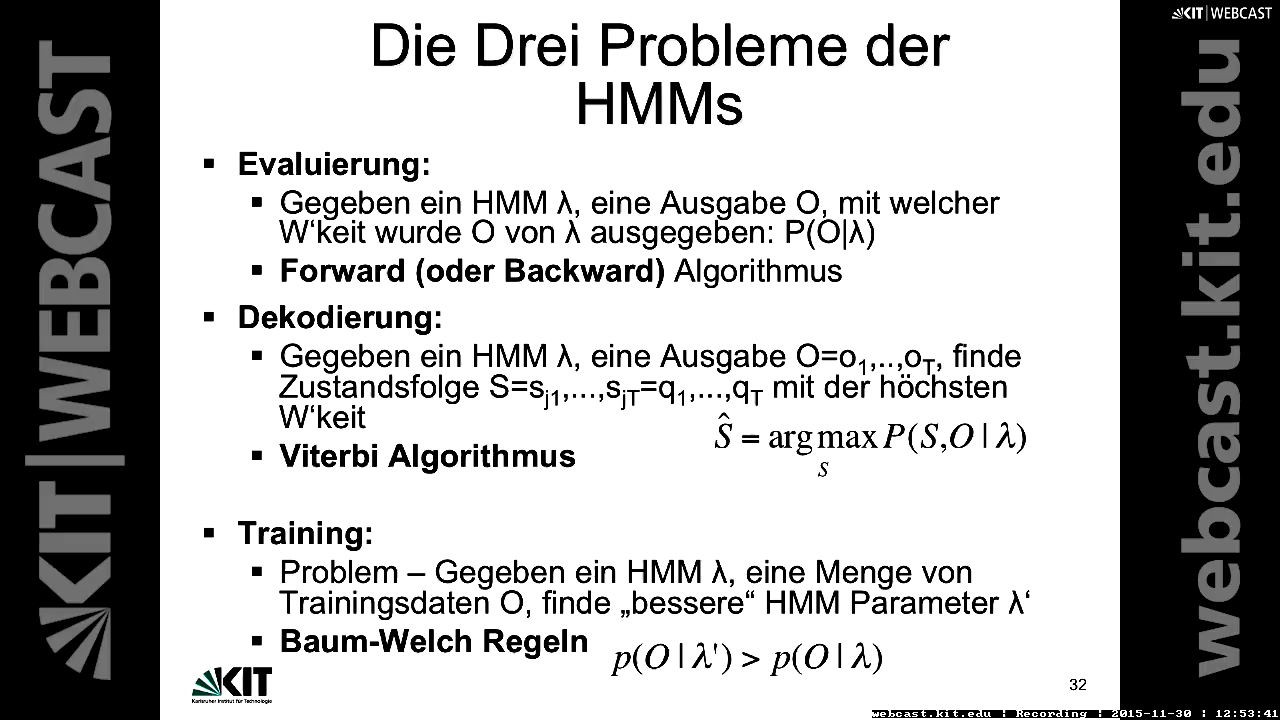 KIT|WEBCAST
Die Drei Probleme der
HMMs
▪ Evaluierung:
▪ Gegeben ein HMM λ, eine Ausgabe O, mit welcher
W‘keit wurde O von λ ausgegeben: P(O|λ)
▪ Forward (oder Backward) Algorithmus
▪ Dekodierung:
▪ Gegeben ein HMM λ, eine Ausgabe O=o₁,..,o_T, finde
Zustandsfolge S=s_j1,...,s_jT=q₁,...,q_T mit der höchsten
W‘keit
Ŝ = arg max P(S,O | λ)
S
▪ Viterbi Algorithmus
▪ Training:
▪ Problem – Gegeben ein HMM λ, eine Menge von
Trainingsdaten O, finde „bessere“ HMM Parameter λ‘
▪ Baum-Welch Regeln
p(O | λ') > p(O | λ)
KIT
Karlsruher Institut für Technologie
32
KIT|WEBCAST
webcast.kit.edu
webcast.kit.edu | Recording | 2015-11-30 | 12:53:41